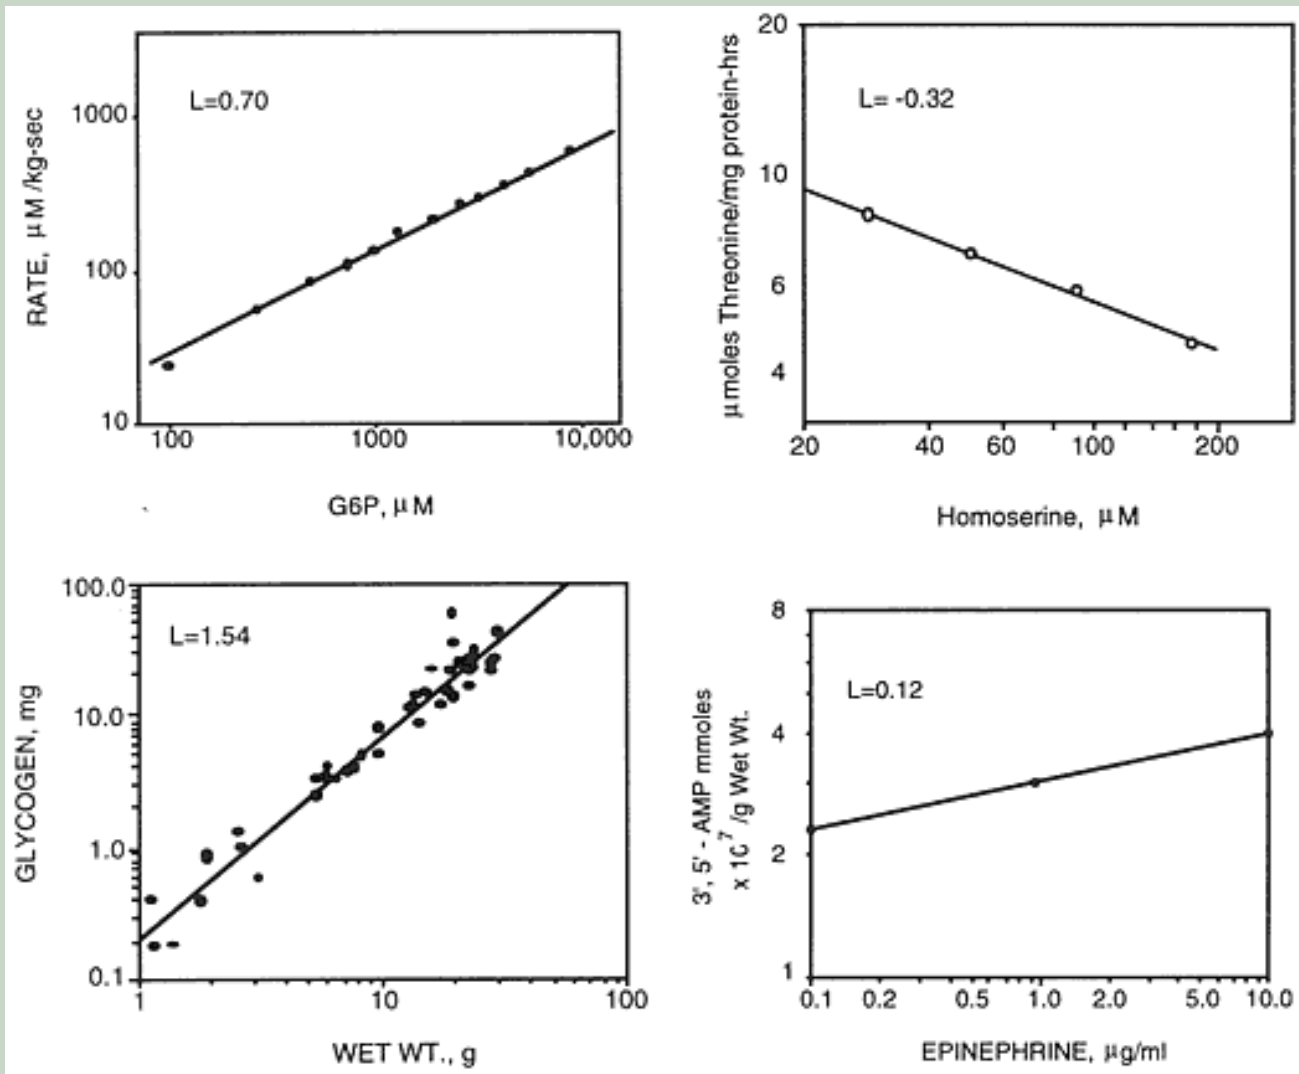 L=0.70
RATE, µM /kg-sec
1000
100
10
100
1000
10,000
G6P, µM
L= -0.32
µmoles Threonine/mg protein-hrs
20
10
6
4
20
40
60
100
200
Homoserine, µM
L=1.54
GLYCOGEN, mg
100.0
10.0
1.0
0.1
1
10
100
WET WT., g
L=0.12
3', 5' - AMP mmoles
x 10⁷ /g Wet Wt.
8
4
2
1
0.1
0.2
0.5
1.0
2.0
5.0
10.0
EPINEPHRINE, µg/ml